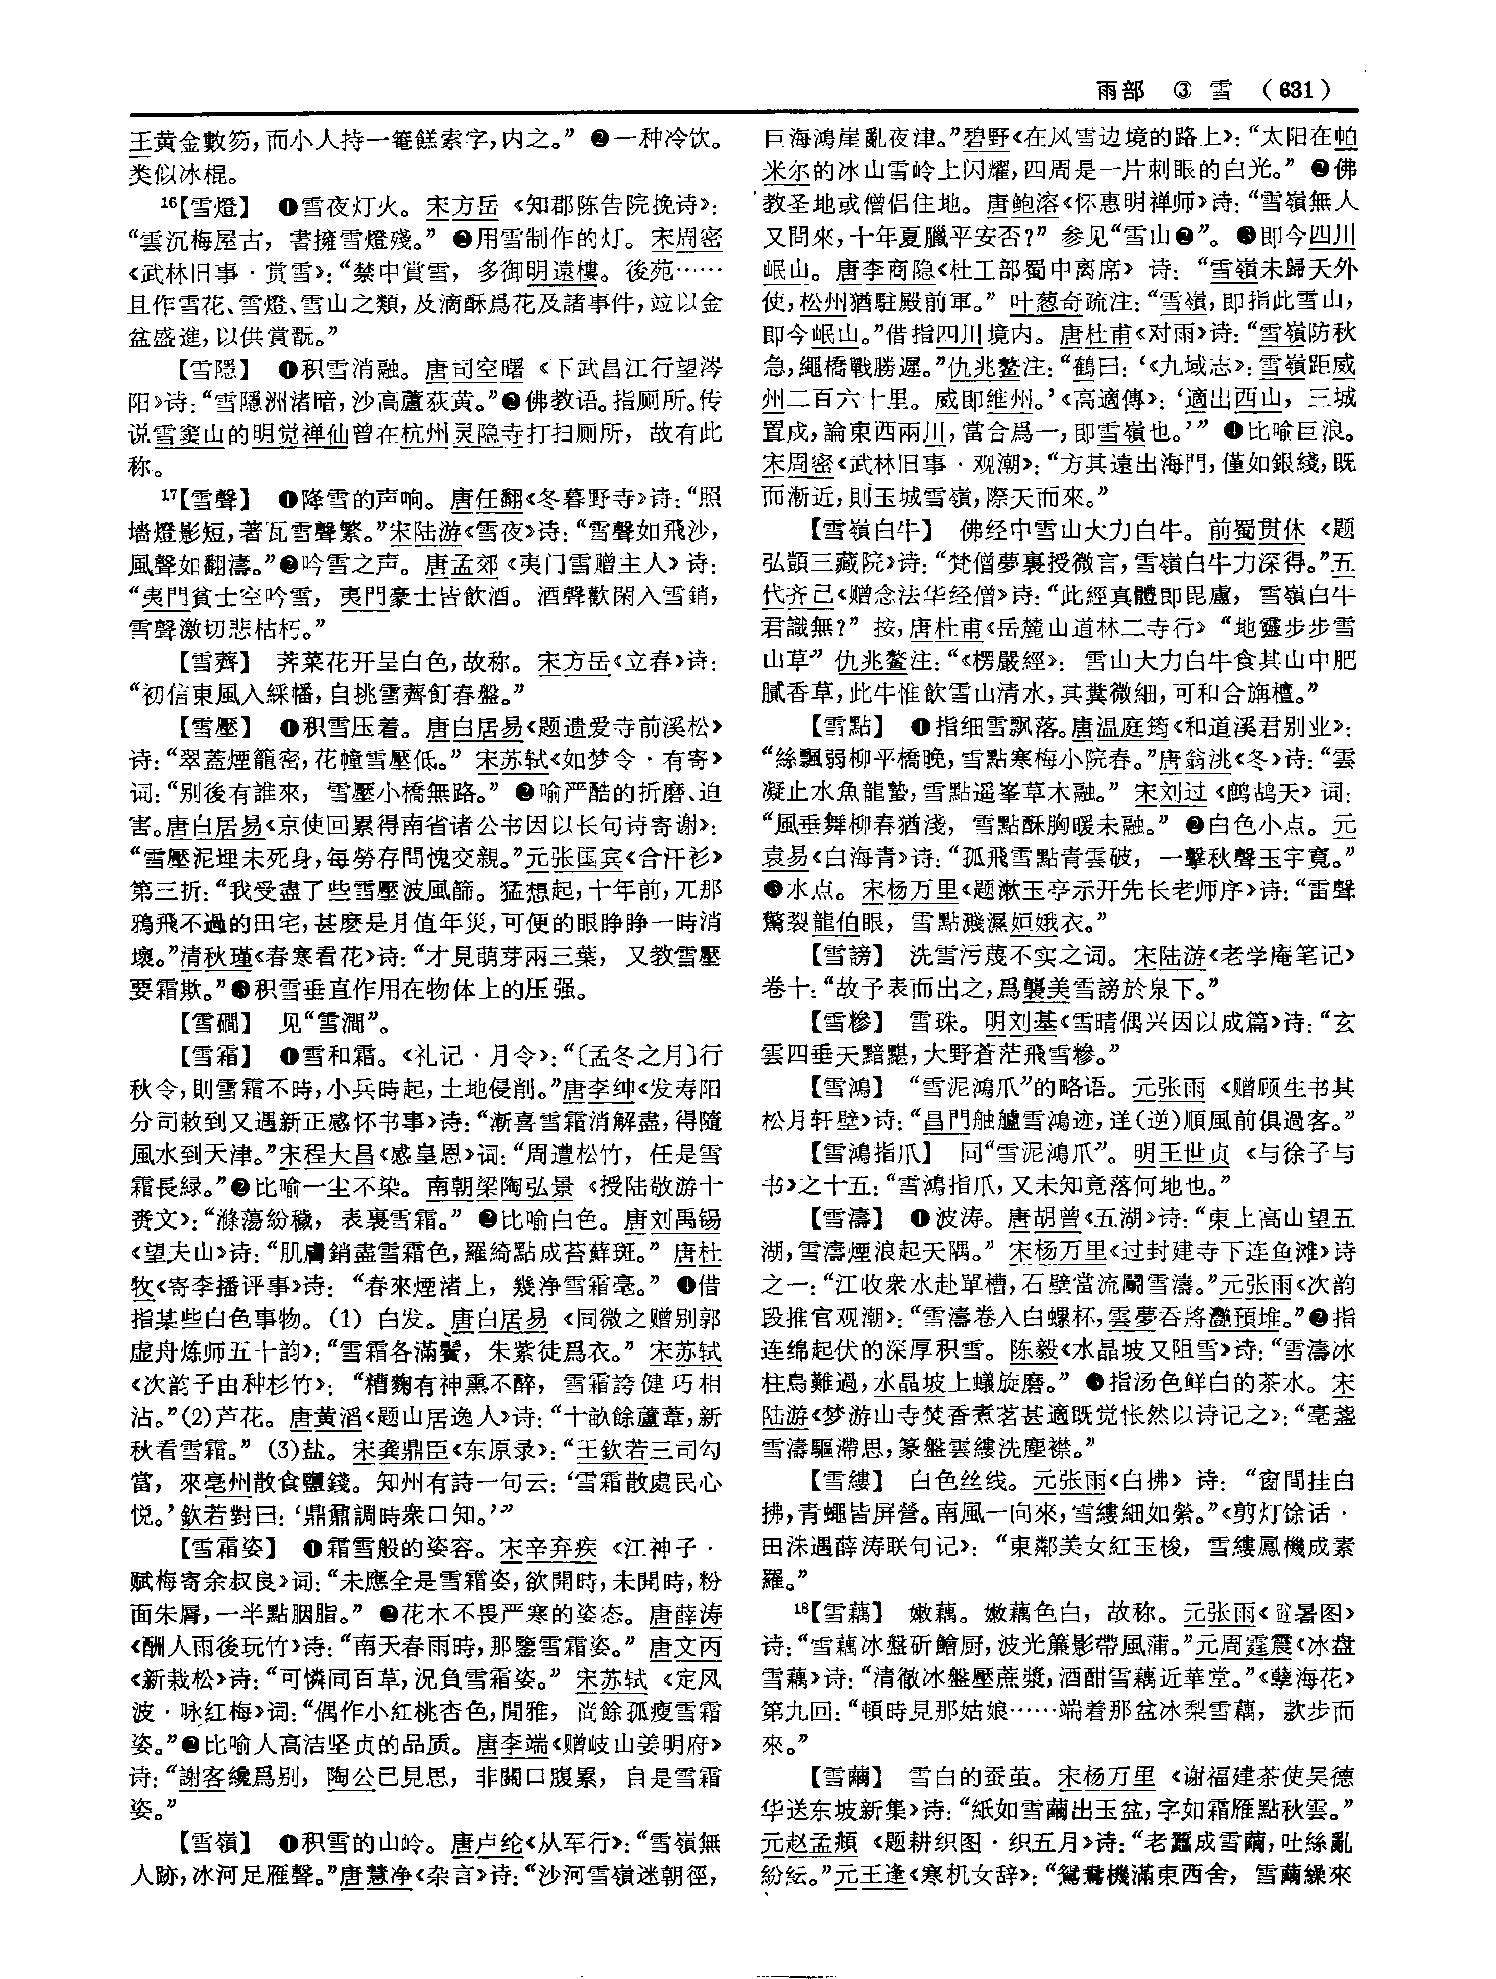 雨部 ③ 雪 （631）
王黄金數笏，而小人持一奄饊索字，内之。” ❷一种冷饮。
类似冰棍。
16【雪燈】 ❶雪夜灯火。宋方岳《知郡陈告院挽诗》：
“雲沉梅屋古，書擁雪燈殘。” ❷用雪制作的灯。宋周密
《武林旧事·赏雪》：“禁中賞雪，多御明遠樓。後苑……
且作雪花、雪燈、雪山之類，及滴酥爲花及諸事件，竝以金
盆盛進，以供賞翫。”
【雪隱】 ❶积雪消融。唐司空曙《下武昌江行望涔
阳》诗：“雪隱洲渚暗，沙高蘆荻黄。”❷佛教语。指厕所。传
说雪窦山的明觉禅仙曾在杭州灵隐寺打扫厕所，故有此
称。
17【雪聲】 ❶降雪的声响。唐任翻《冬暮野寺》诗：“照
墻燈影短，著瓦雪聲繁。”宋陆游《雪夜》诗：“雪聲如飛沙，
風聲如翻濤。”❷吟雪之声。唐孟郊《夷门雪赠主人》诗：
“夷門貧士空吟雪，夷門豪士皆飲酒。酒聲歡閑入雪銷，
雪聲激切悲枯朽。”
【雪薺】 荠菜花开呈白色，故称。宋方岳《立春》诗：
“初信東風入綵幡，自挑雪薺飣春盤。”
【雪壓】 ❶积雪压着。唐白居易《题遗爱寺前溪松》
诗：“翠蓋煙籠密，花幢雪壓低。” 宋苏轼《如梦令·有寄》
词：“别後有誰來，雪壓小橋無路。” ❷喻严酷的折磨、迫
害。唐白居易《京使回累得南省诸公书因以长句诗寄谢》：
“雪壓泥埋未死身，每勞存問愧交親。”元张国宾《合汗衫》
第三折：“我受盡了些雪壓波風篩。猛想起，十年前，兀那
鴉飛不過的田宅，甚麽是月值年災，可便的眼睁睁一時消
壞。”清秋瑾《春寒看花》诗：“才見萌芽兩三葉，又教雪壓
要霜欺。”❸积雪垂直作用在物体上的压强。
【雪磵】 见“雪澗”。
【雪霜】 ❶雪和霜。《礼记·月令》：“〔孟冬之月〕行
秋令，則雪霜不時，小兵時起，土地侵削。”唐李绅《发寿阳
分司敕到又遇新正感怀书事》诗：“漸喜雪霜消解盡，得隨
風水到天津。”宋程大昌《感皇恩》词：“周遭松竹，任是雪
霜長緑。”❷比喻一尘不染。南朝梁陶弘景《授陆敬游十
赉文》：“滌蕩紛穢，表裏雪霜。” ❸比喻白色。唐刘禹锡
《望夫山》诗：“肌膚銷盡雪霜色，羅綺點成苔蘚斑。” 唐杜
牧《寄李播评事》诗：“春來煙渚上，幾净雪霜毫。” ❹借
指某些白色事物。(1) 白发。唐白居易《同微之赠别郭
虚舟炼师五十韵》：“雪霜各滿鬢，朱紫徒爲衣。” 宋苏轼
《次韵子由种杉竹》：“糟麴有神熏不醉，雪霜誇健巧相
沾。”(2)芦花。唐黄滔《题山居逸人》诗：“十畝餘蘆葦，新
秋看雪霜。” (3)盐。宋龚鼎臣《东原录》：“王欽若三司勾
當，來亳州散食鹽錢。知州有詩一句云：‘雪霜散處民心
悦。’欽若對曰：‘鼎鼐調時衆口知。’”
【雪霜姿】 ❶霜雪般的姿容。宋辛弃疾《江神子·
赋梅寄余叔良》词：“未應全是雪霜姿，欲開時，未開時，粉
面朱脣，一半點胭脂。” ❷花木不畏严寒的姿态。唐薛涛
《酬人雨後玩竹》诗：“南天春雨時，那鑒雪霜姿。” 唐文丙
《新栽松》诗：“可憐同百草，況負雪霜姿。” 宋苏轼《定风
波·咏红梅》词：“偶作小紅桃杏色，閒雅，尚餘孤瘦雪霜
姿。”❸比喻人高洁坚贞的品质。唐李端《赠岐山姜明府》
诗：“謝客纔爲别，陶公已見思，非關口腹累，自是雪霜
姿。”
【雪嶺】 ❶积雪的山岭。唐卢纶《从军行》：“雪嶺無
人跡，冰河足雁聲。”唐慧净《杂言》诗：“沙河雪嶺迷朝徑，
巨海鴻崖亂夜津。”碧野《在风雪边境的路上》：“太阳在帕
米尔的冰山雪岭上闪耀，四周是一片刺眼的白光。” ❷佛
教圣地或僧侣住地。唐鲍溶《怀惠明禅师》诗：“雪嶺無人
又問來，十年夏臘平安否？” 参见“雪山❷”。❸即今四川
岷山。唐李商隐《杜工部蜀中离席》诗：“雪嶺未歸天外
使，松州猶駐殿前軍。” 叶葱奇疏注：“雪嶺，即指此雪山，
即今岷山。”借指四川境内。唐杜甫《对雨》诗：“雪嶺防秋
急，繩橋戰勝遲。”仇兆鳌注：“鹤曰：‘《九域志》：雪嶺距威
州二百六十里。威即维州。’《高適傳》：‘適出西山，三城
置戍，論東西兩川，當合爲一，即雪嶺也。’” ❹比喻巨浪。
宋周密《武林旧事·观潮》：“方其遠出海門，僅如銀綫，既
而漸近，則玉城雪嶺，際天而來。”
【雪嶺白牛】 佛经中雪山大力白牛。前蜀贯休《题
弘顗三藏院》诗：“梵僧夢裏授微言，雪嶺白牛力深得。”五
代齐己《赠念法华经僧》诗：“此經真體即毘盧，雪嶺白牛
君識無？” 按，唐杜甫《岳麓山道林二寺行》“地靈步步雪
山草” 仇兆鳌注：“《楞嚴經》：雪山大力白牛食其山中肥
膩香草，此牛惟飲雪山清水，其糞微細，可和合旃檀。”
【雪點】 ❶指细雪飘落。唐温庭筠《和道溪君别业》：
“絲飄弱柳平橋晚，雪點寒梅小院春。”唐翁洮《冬》诗：“雲
凝止水魚龍蟄，雪點遥峯草木融。” 宋刘过《鹧鸪天》词：
“風垂舞柳春猶淺，雪點酥胸暖未融。” ❷白色小点。元
袁易《白海青》诗：“孤飛雪點青雲破，一擊秋聲玉宇寛。”
❸水点。宋杨万里《题漱玉亭示开先长老师序》诗：“雷聲
驚裂龍伯眼，雪點濺濕姮娥衣。”
【雪謗】 洗雪污蔑不实之词。宋陆游《老学庵笔记》
卷十：“故予表而出之，爲襲美雪謗於泉下。”
【雪糁】 雪珠。明刘基《雪晴偶兴因以成篇》诗：“玄
雲四垂天黯黮，大野蒼茫飛雪糁。”
【雪鴻】 “雪泥鴻爪”的略语。元张雨《赠顾生书其
松月轩壁》诗：“昌門舳艫雪鴻迹，逆(逆)順風前俱過客。”
【雪鴻指爪】 同“雪泥鴻爪”。明王世贞《与徐子与
书》之十五：“雪鴻指爪，又未知竟落何地也。”
【雪濤】 ❶波涛。唐胡曾《五湖》诗：“東上高山望五
湖，雪濤煙浪起天隅。” 宋杨万里《过封建寺下连鱼滩》诗
之一：“江收衆水赴單槽，石壁當流闢雪濤。”元张雨《次韵
段推官观潮》：“雪濤卷入白螺杯，雲夢吞將灩預堆。”❷指
连绵起伏的深厚积雪。陈毅《水晶坡又阻雪》诗：“雪濤冰
柱鳥難過，水晶坡上蟻旋磨。” ❸指汤色鲜白的茶水。宋
陆游《梦游山寺焚香煮茗甚適既觉怅然以诗记之》：“毫盞
雪濤驅滯思，篆盤雲縷洗塵襟。”
【雪縷】 白色丝线。元张雨《白拂》诗：“窗間挂白
拂，青蠅皆屏營。南風一向來，雪縷細如縈。”《剪灯馀话·
田洙遇薛涛联句记》：“東鄰美女紅玉梭，雪縷鳳機成素
羅。”
18【雪藕】 嫩藕。嫩藕色白，故称。元张雨《避暑图》
诗：“雪藕冰盤斫鱠厨，波光簾影帶風蒲。”元周霆震《冰盘
雪藕》诗：“清徹冰盤壓蔗漿，酒酣雪藕近華堂。”《孽海花》
第九回：“頓時見那姑娘……端着那盆冰梨雪藕，款步而
來。”
【雪繭】 雪白的蚕茧。宋杨万里《谢福建茶使吴德
华送东坡新集》诗：“紙如雪繭出玉盆，字如霜雁點秋雲。”
元赵孟頫《题耕织图·织五月》诗：“老蠶成雪繭，吐絲亂
紛紜。”元王逢《寒机女辞》：“鴛鴦機滿東西舍，雪繭繰來